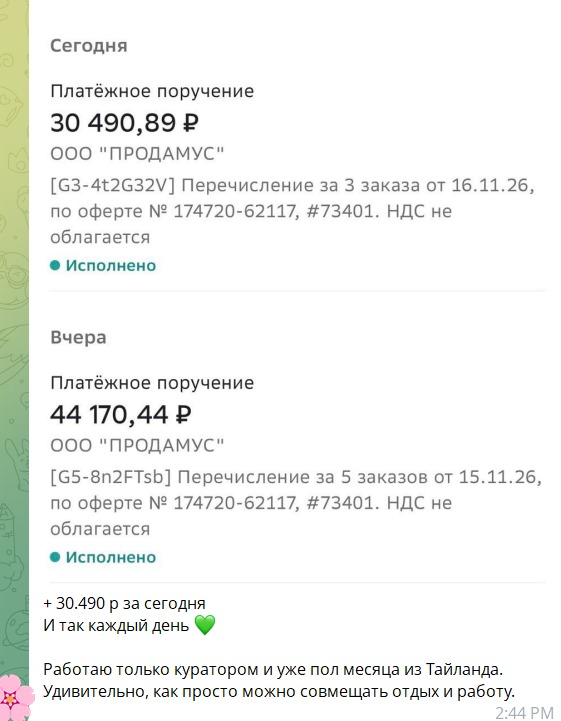 Сегодня
Платёжное поручение
30 490,89 ₽
ООО "ПРОДАМУС"
[G3-4t2G32V] Перечисление за 3 заказа от 16.11.26,
по оферте № 174720-62117, #73401. НДС не
облагается
Исполнено
Вчера
Платёжное поручение
44 170,44 ₽
ООО "ПРОДАМУС"
[G5-8n2FTsb] Перечисление за 5 заказов от 15.11.26,
по оферте № 174720-62117, #73401. НДС не
облагается
Исполнено
+ 30.490 р за сегодня
И так каждый день 💚
Работаю только куратором и уже пол месяца из Тайланда.
Удивительно, как просто можно совмещать отдых и работу.
2:44 PM